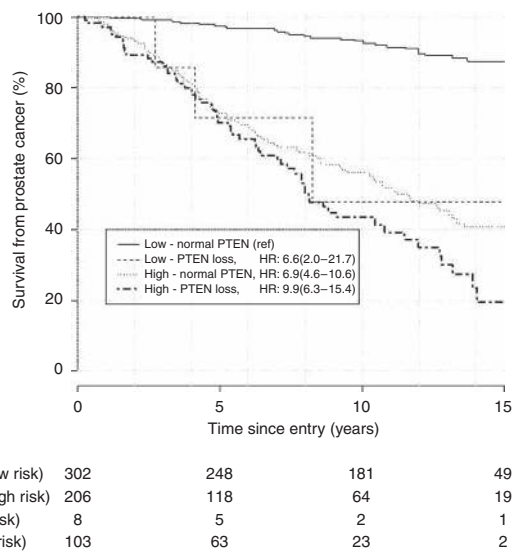 Survival from prostate cancer (%)
100
80
60
40
20
0
Low - normal PTEN (ref)
Low - PTEN loss, HR: 6.6(2.0–21.7)
High - normal PTEN, HR: 6.9(4.6–10.6)
High - PTEN loss, HR: 9.9(6.3–15.4)
0 5 10 15
Time since entry (years)
risk) 302 248 181 49
risk) 206 118 64 19
8 5 2 1
risk) 103 63 23 2